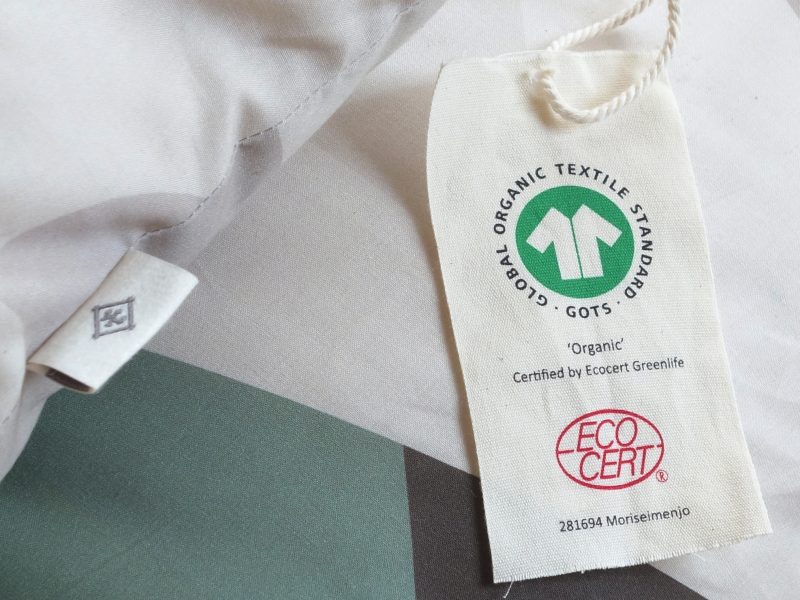 GLOBAL ORGANIC TEXTILE STANDARD · GOTS ·
'Organic'
Certified by Ecocert Greenlife
ECO
CERT
®
281694 Moriseimenjo